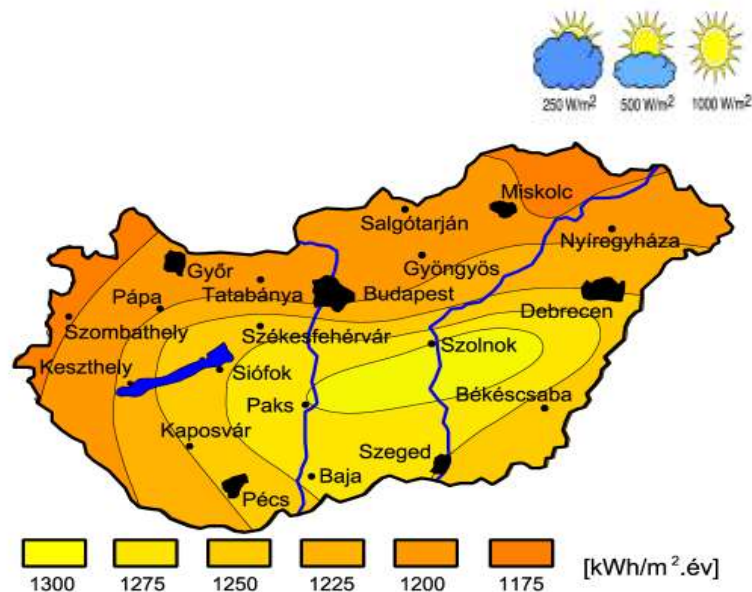 250 W/m² 500 W/m² 1000 W/m²
Miskolc
Salgótarján
Nyíregyháza
Győr
Gyöngyös
Pápa
Tatabánya
Budapest
Debrecen
Szombathely
Székesfehérvár
Szolnok
Keszthely
Siófok
Paks
Békéscsaba
Kaposvár
Szeged
Baja
Pécs
[kWh/m².év]
1300 1275 1250 1225 1200 1175